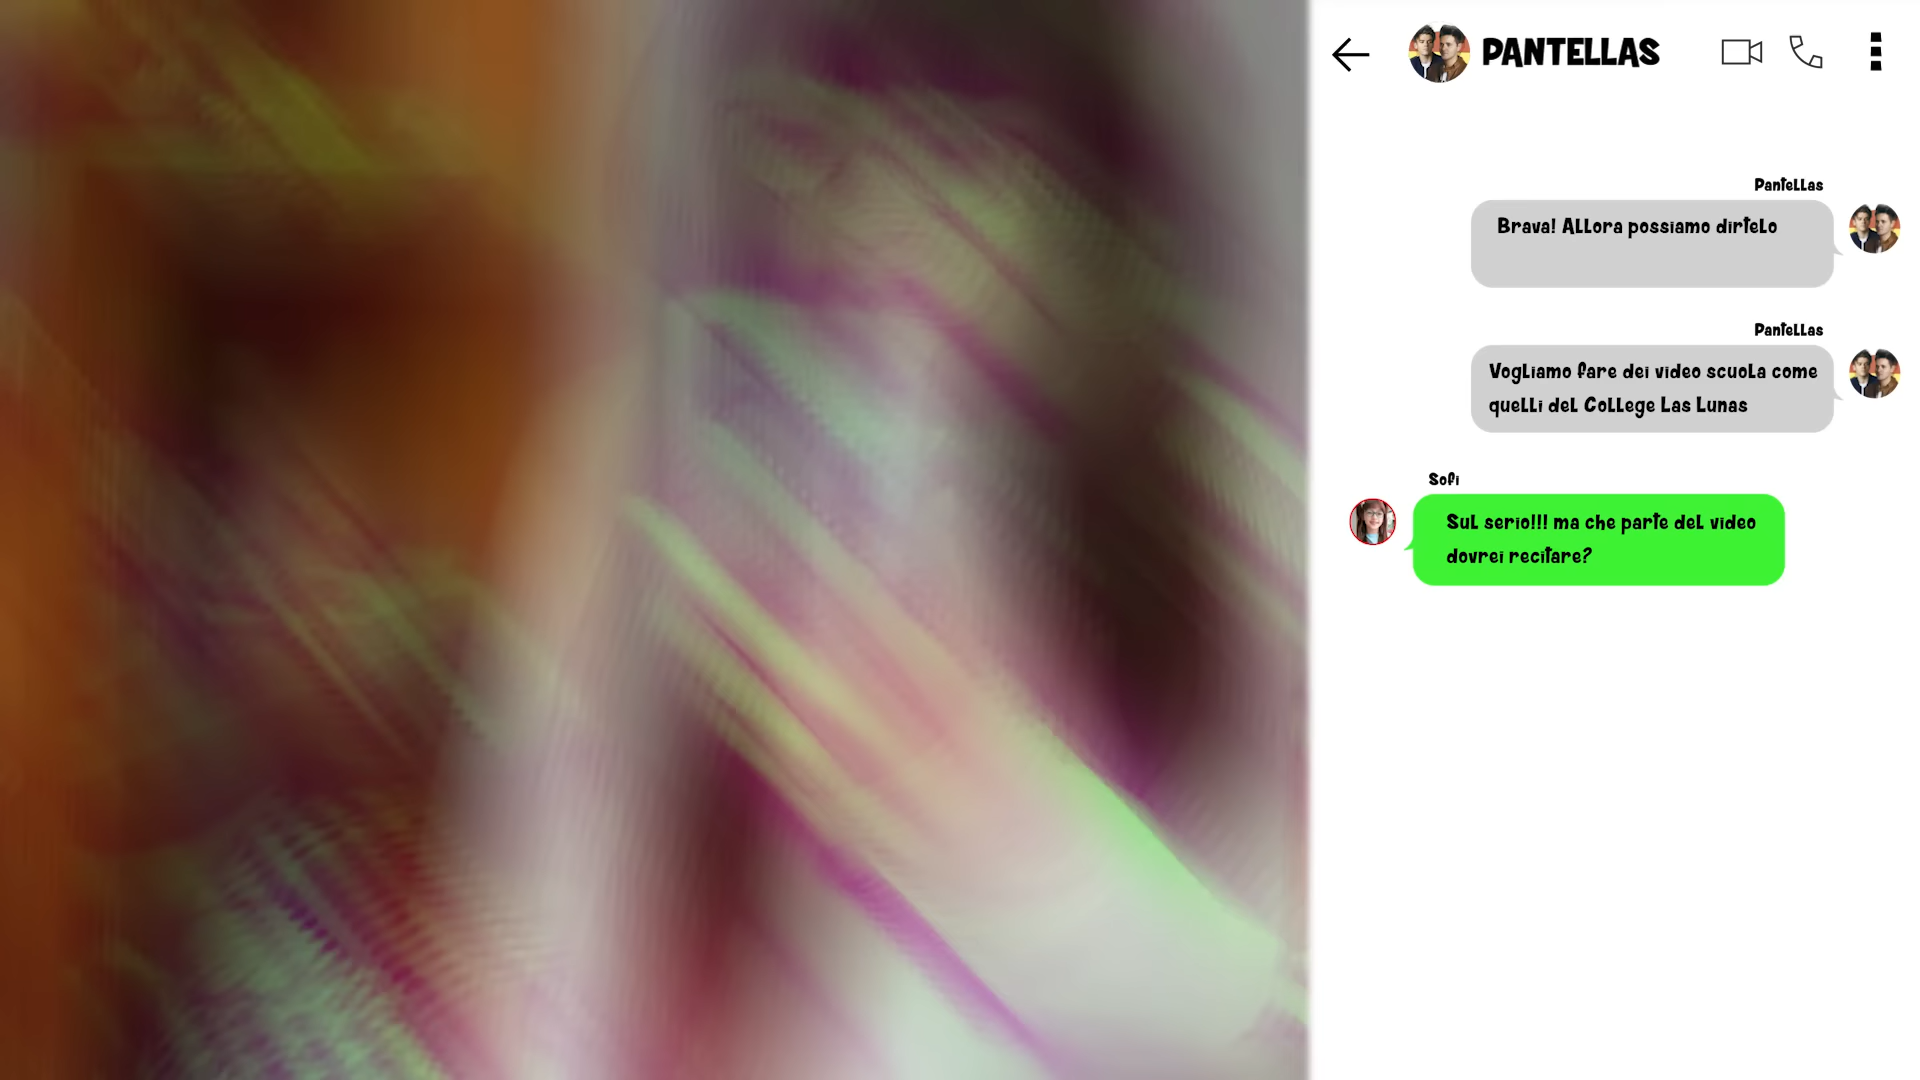 PANTELLAS
Pantellas
Brava! Allora possiamo dirtelo
Pantellas
Vogliamo fare dei video scuola come
quelli del College Las Lunas
Sofi
Sul serio!!! ma che parte del video
dovrei recitare?